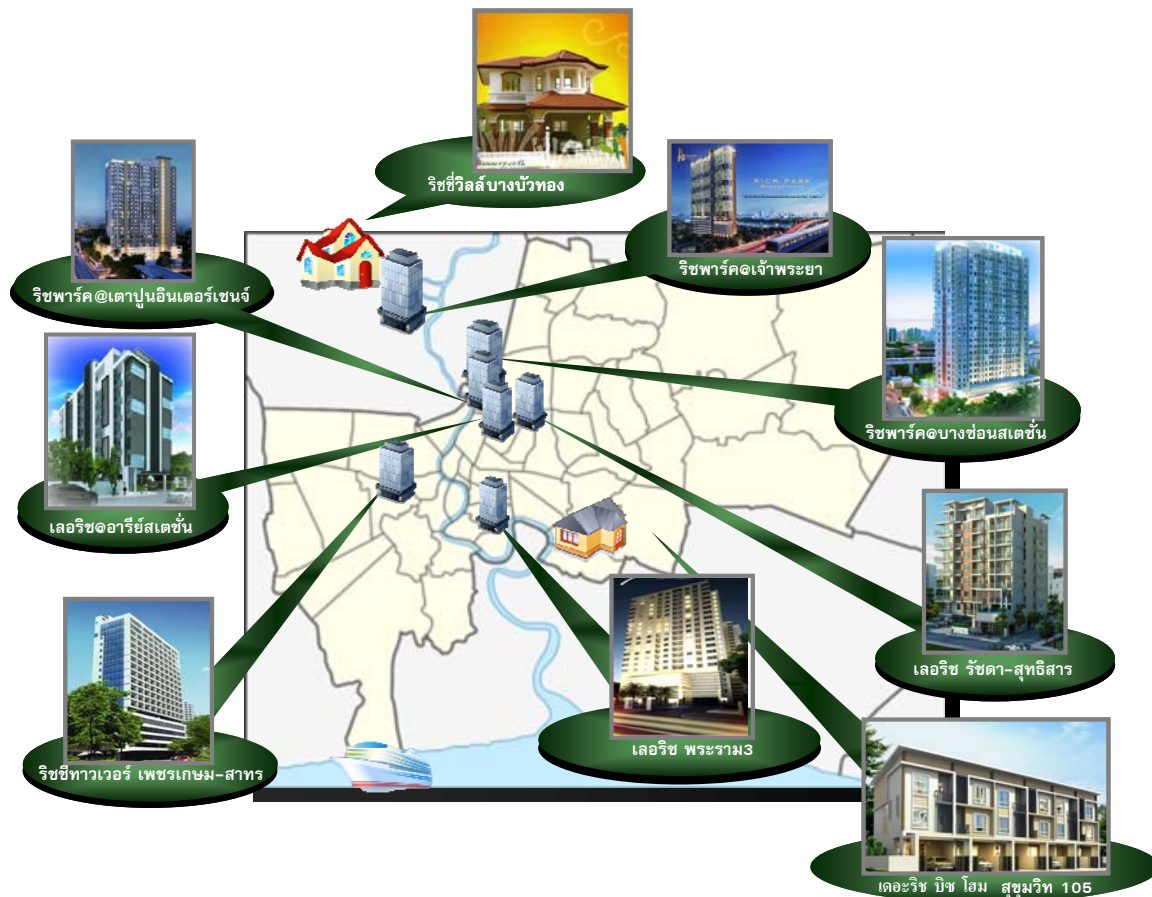 ริชชี่วิลล์บางบัวทอง
RICH PARK
ริชพาร์ค@เจ้าพระยา
ริชพาร์ค@เตาปูนอินเตอร์เชนจ์
ริชพาร์ค@บางซ่อนสเตชั่น
เลอริช@อารีย์สเตชั่น
เลอริช รัชดา-สุทธิสาร
เลอริช พระราม3
ริชชี่ทาวเวอร์ เพชรเกษม-สาทร
เดอะริช บิซ โฮม สุขุมวิท 105